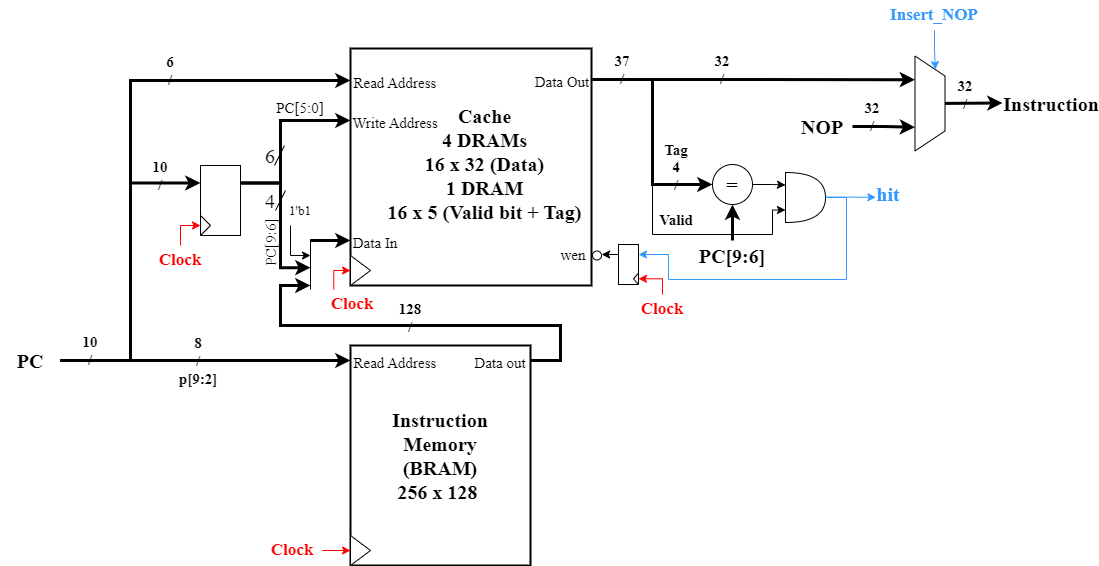 Insert_NOP
6
37
32
32
Read Address
Data Out
Instruction
PC[5:0]
Write Address
Cache
4 DRAMs
16 x 32 (Data)
1 DRAM
16 x 5 (Valid bit + Tag)
NOP
32
6
10
Tag
4
=
hit
4
1'b1
Valid
PC[9:6]
Data In
wen
PC[9:6]
Clock
Clock
Clock
128
PC
10
8
p[9:2]
Read Address
Data out
Instruction
Memory
(BRAM)
256 x 128
Clock